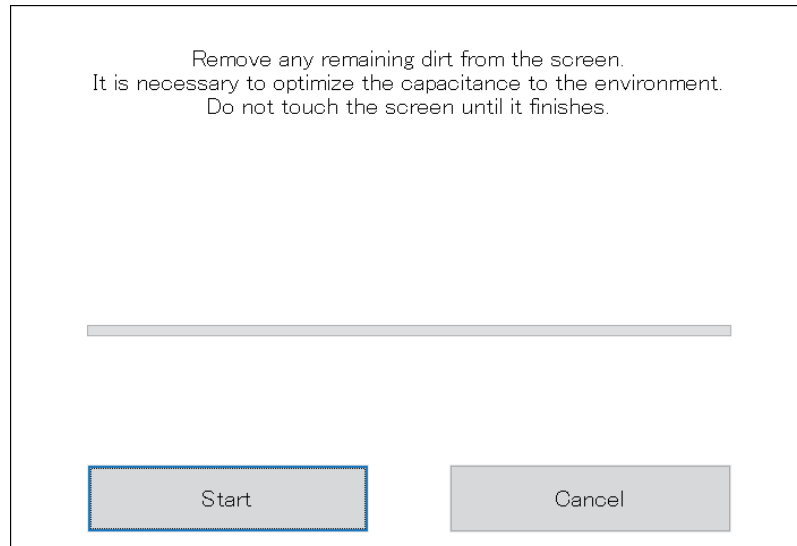 Remove any remaining dirt from the screen.
It is necessary to optimize the capacitance to the environment.
Do not touch the screen until it finishes.
Start
Cancel